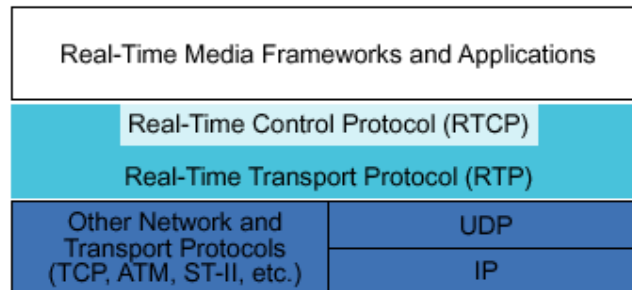 Real-Time Media Frameworks and Applications
Real-Time Control Protocol (RTCP)
Real-Time Transport Protocol (RTP)
Other Network and
Transport Protocols
(TCP, ATM, ST-II, etc.)
UDP
IP